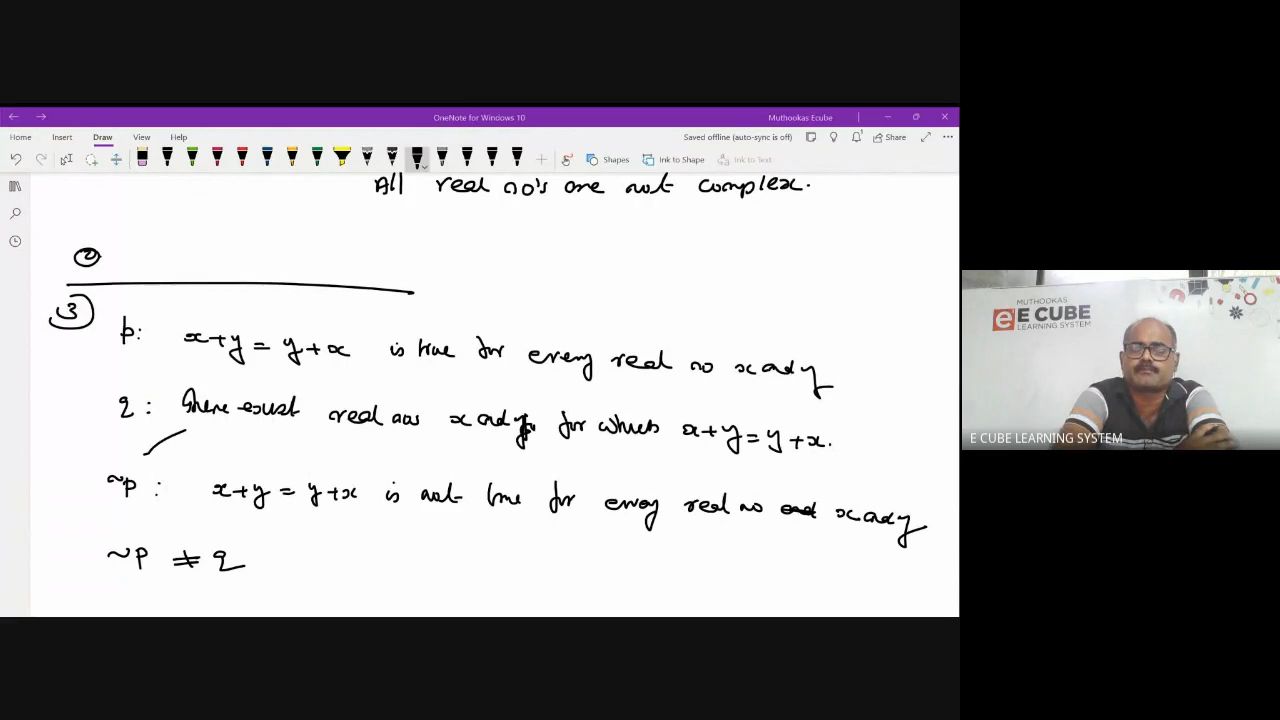 OneNote for Windows 10
Muthookas Ecube
Home Insert Draw View Help
Saved offline (auto-sync is off)
Share
Shapes
Ink to Shape
Ink to Text
All real no's are not complex.
②
③
p: x+y = y+x is true for every real no x and y
q: There exist real nos x and y for which x+y = y+x.
~p: x+y = y+x is not true for every real no x and y
~p ≠ q
MUTHOOKAS
e E CUBE
LEARNING SYSTEM
E CUBE LEARNING SYSTEM